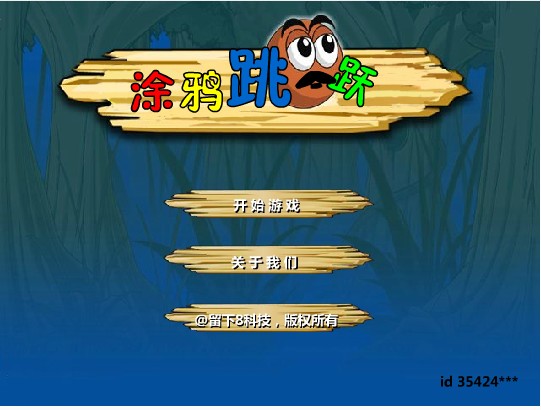 涂鸦跳跃
开始游戏
关于我们
@留下8科技，版权所有
id 35424***